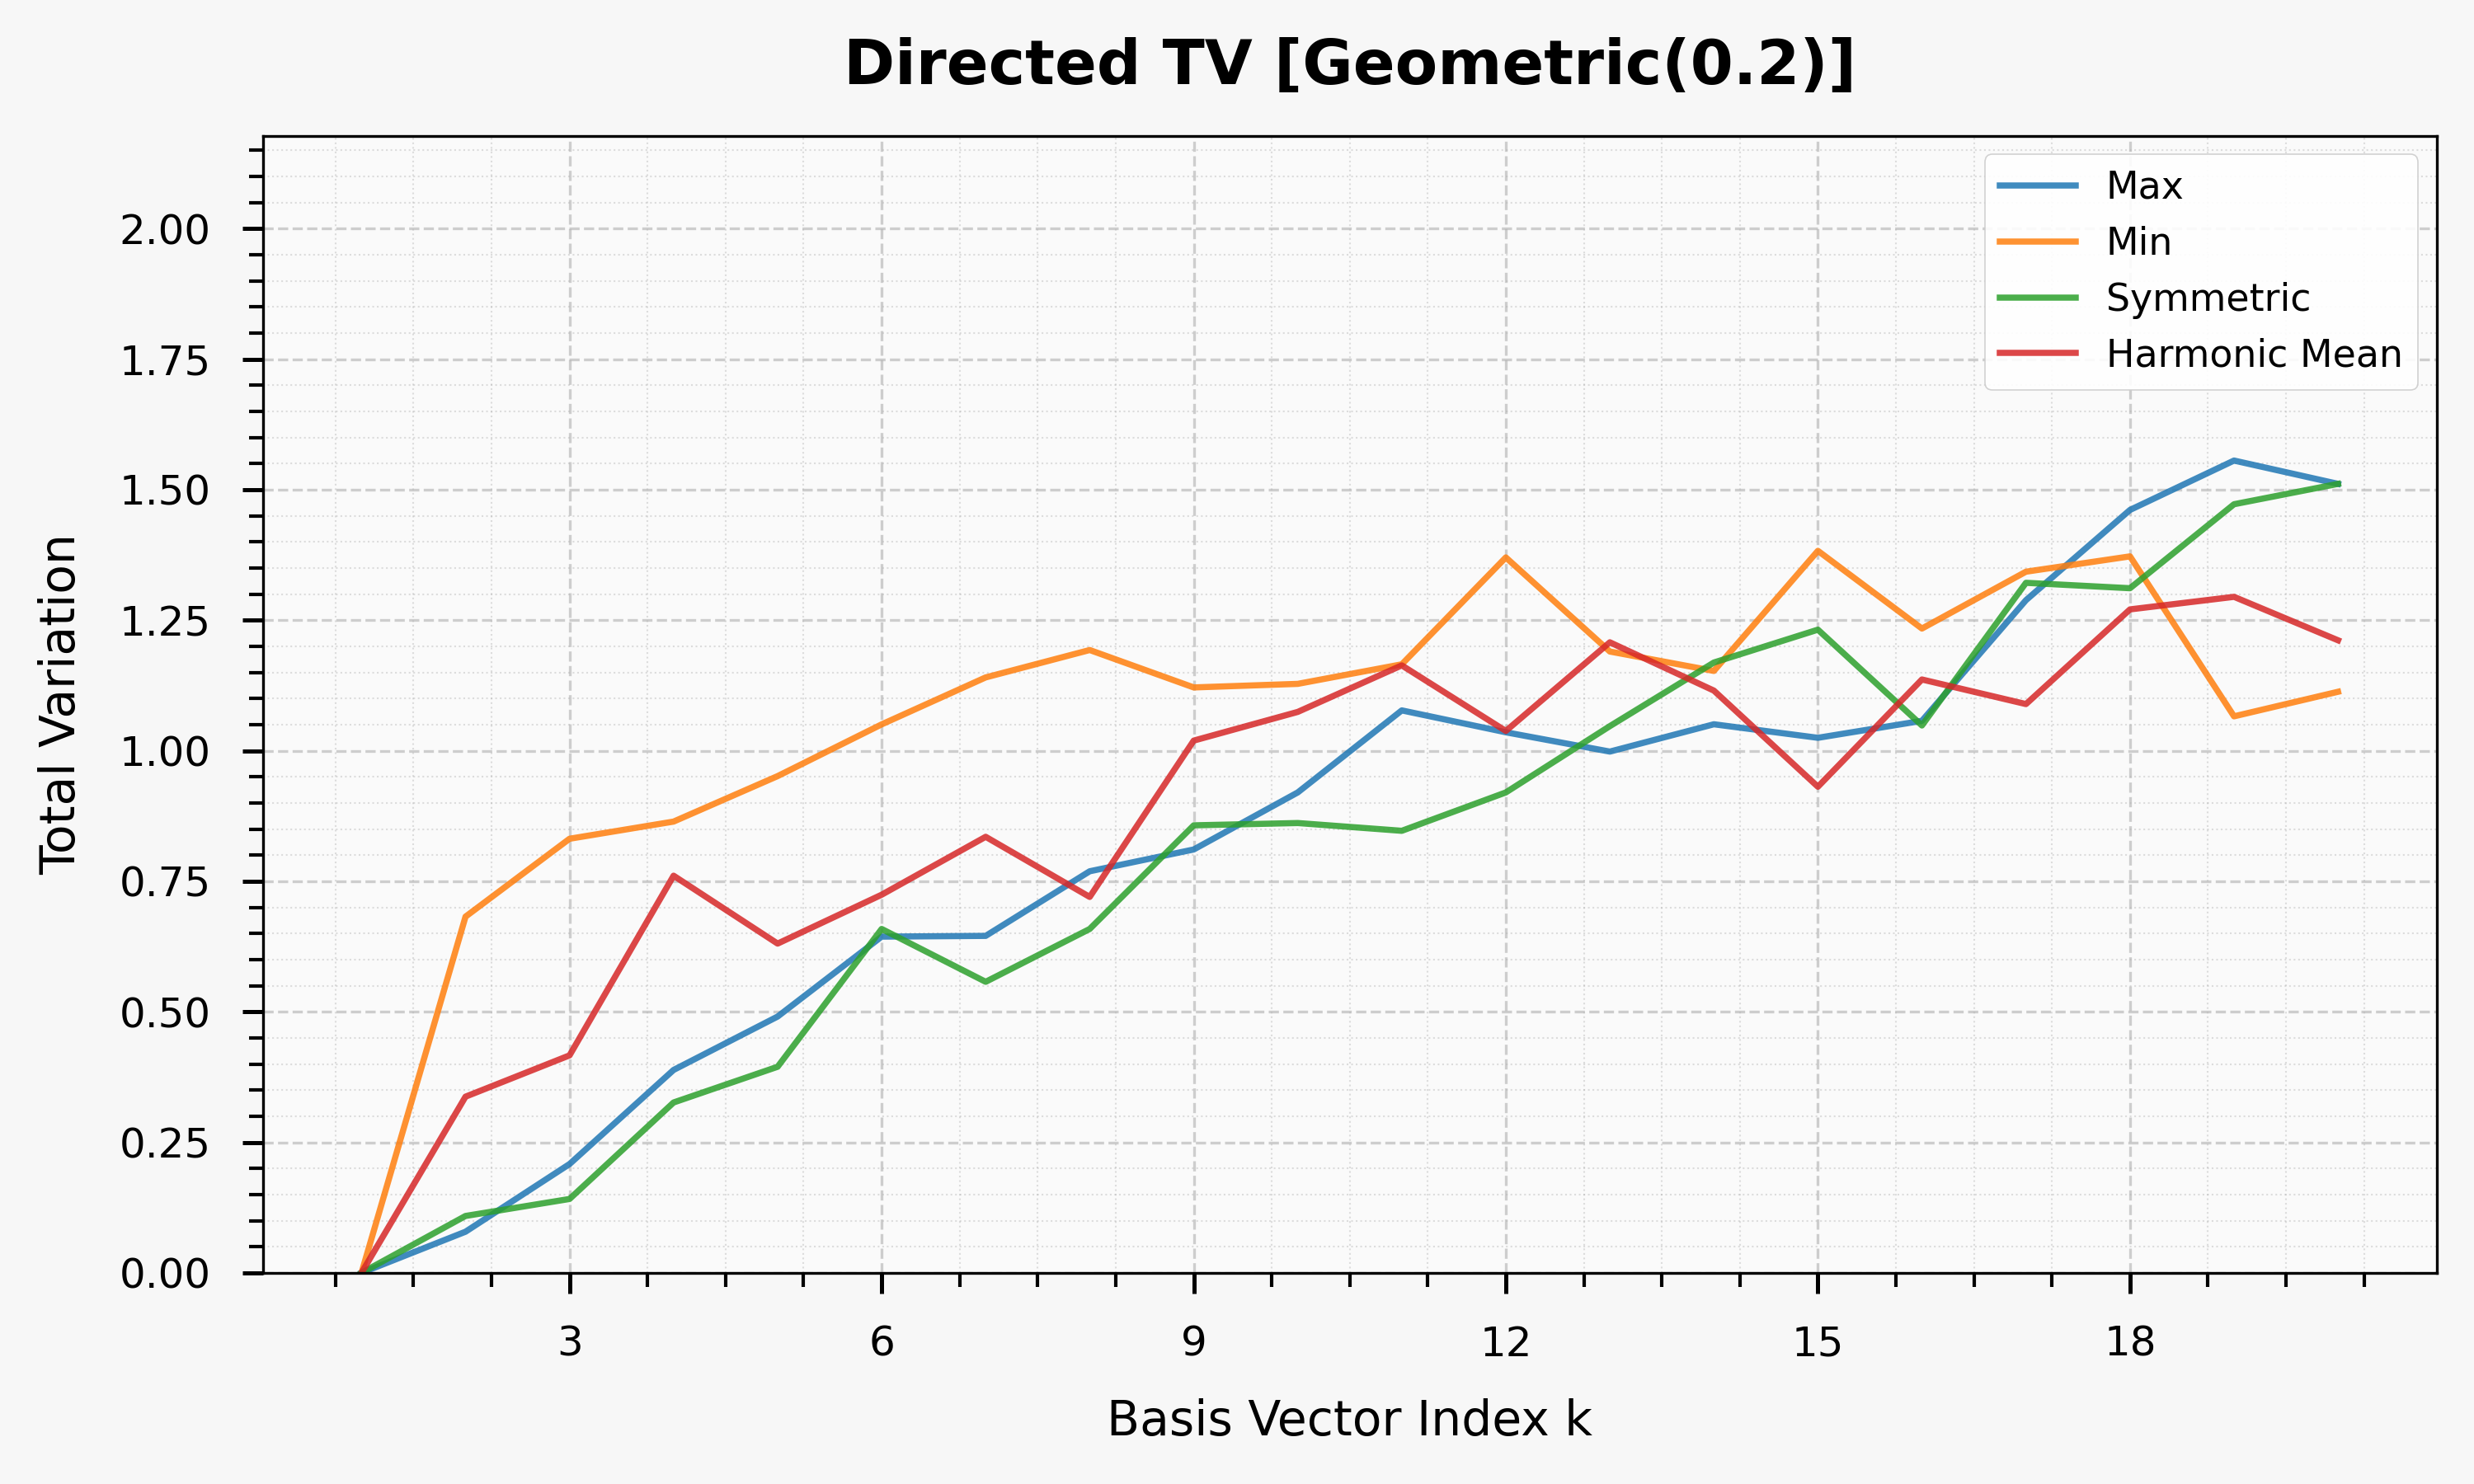 Directed TV [Geometric(0.2)]
Max
Min
Symmetric
Harmonic Mean
Total Variation
2.00
1.75
1.50
1.25
1.00
0.75
0.50
0.25
0.00
3 6 9 12 15 18
Basis Vector Index k